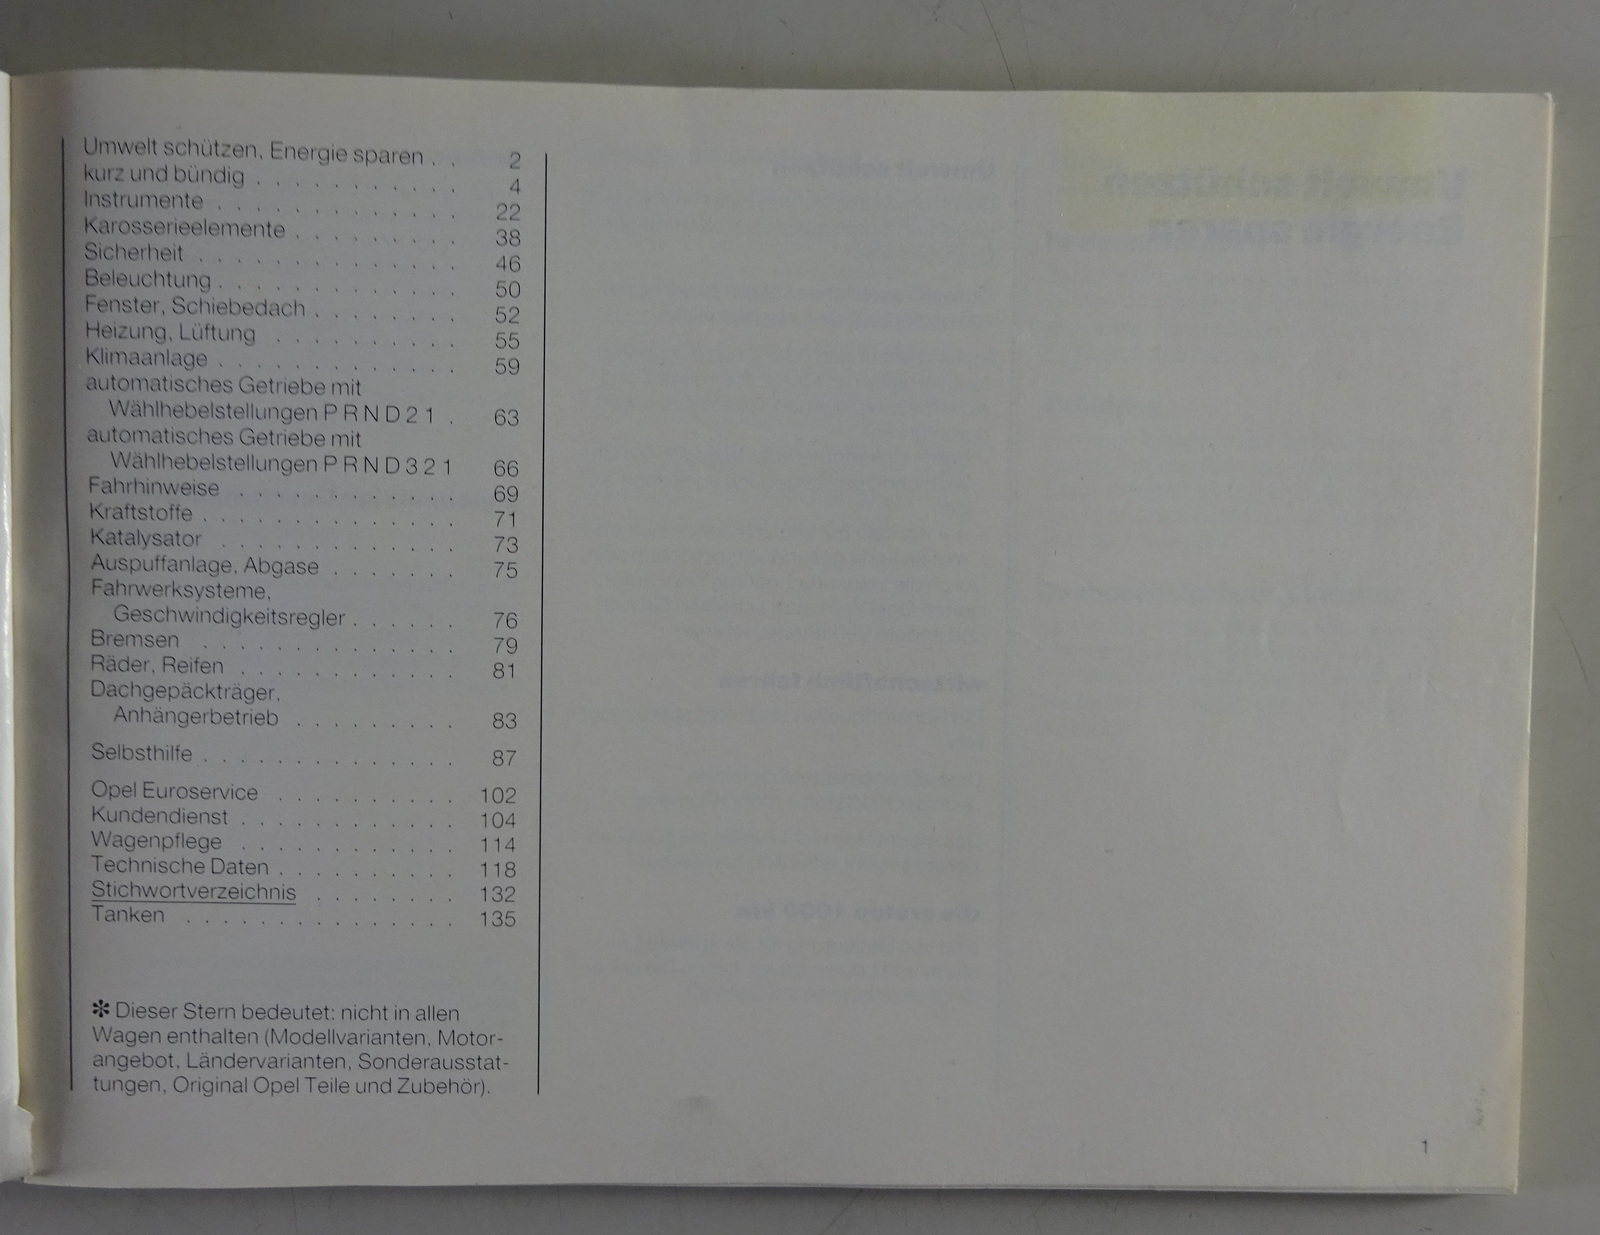 Umwelt schützen, Energie sparen . . 2
kurz und bündig . . . . . . . . . . . 4
Instrumente . . . . . . . . . . . . . 22
Karosserieelemente . . . . . . . . . 38
Sicherheit . . . . . . . . . . . . . . 46
Beleuchtung . . . . . . . . . . . . . 50
Fenster, Schiebedach . . . . . . . . 52
Heizung, Lüftung . . . . . . . . . . 55
Klimaanlage . . . . . . . . . . . . . 59
automatisches Getriebe mit
Wählhebelstellungen P R N D 2 1 . 63
automatisches Getriebe mit
Wählhebelstellungen P R N D 3 2 1 66
Fahrhinweise . . . . . . . . . . . . 69
Kraftstoffe . . . . . . . . . . . . . . 71
Katalysator . . . . . . . . . . . . . 73
Auspuffanlage, Abgase . . . . . . . 75
Fahrwerksysteme,
Geschwindigkeitsregler . . . . . . 76
Bremsen . . . . . . . . . . . . . . 79
Räder, Reifen . . . . . . . . . . . . 81
Dachgepäckträger,
Anhängerbetrieb . . . . . . . . . 83
Selbsthilfe . . . . . . . . . . . . . . 87
Opel Euroservice . . . . . . . . . . 102
Kundendienst . . . . . . . . . . . . 104
Wagenpflege . . . . . . . . . . . . 114
Technische Daten . . . . . . . . . . 118
Stichwortverzeichnis . . . . . . . . 132
Tanken . . . . . . . . . . . . . . . 135
✻ Dieser Stern bedeutet: nicht in allen
Wagen enthalten (Modellvarianten, Motor-
angebot, Ländervarianten, Sonderausstat-
tungen, Original Opel Teile und Zubehör).
1